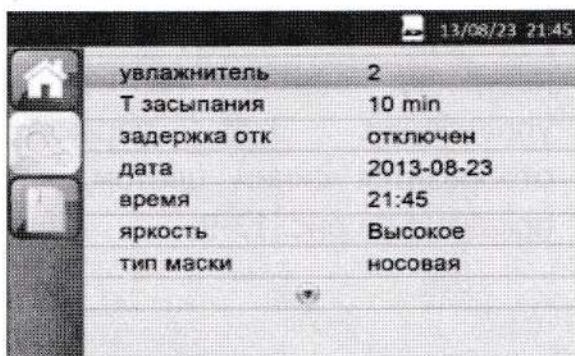 13/08/23 21:45
увлажнитель 2
Т засыпания 10 min
задержка отк отключен
дата 2013-08-23
время 21:45
яркость Высокое
тип маски носовая